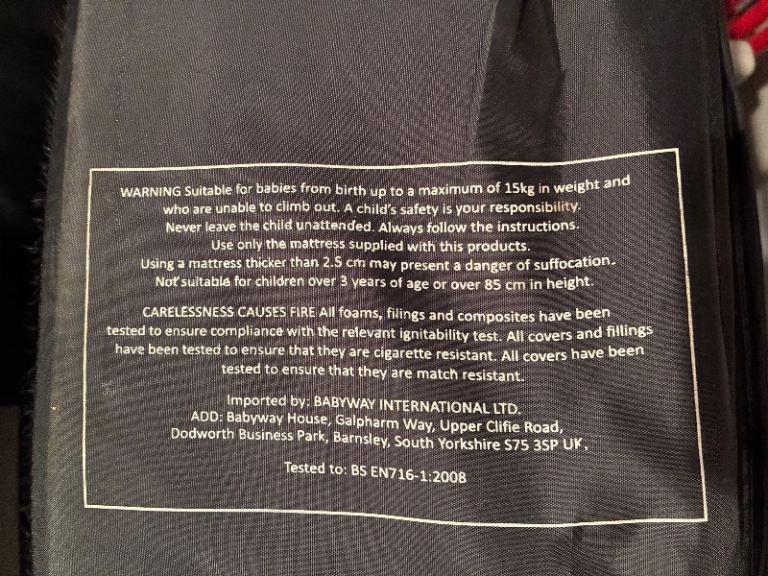 WARNING Suitable for babies from birth up to a maximum of 15kg in weight and
who are unable to climb out. A child's safety is your responsibility.
Never leave the child unattended. Always follow the instructions.
Use only the mattress supplied with this products.
Using a mattress thicker than 2.5 cm may present a danger of suffocation.
Not suitable for children over 3 years of age or over 85 cm in height.
CARELESSNESS CAUSES FIRE All foams, filings and composites have been
tested to ensure compliance with the relevant ignitability test. All covers and fillings
have been tested to ensure that they are cigarette resistant. All covers have been
tested to ensure that they are match resistant.
Imported by: BABYWAY INTERNATIONAL LTD.
ADD: Babyway House, Galpharm Way, Upper Clifie Road,
Dodworth Business Park, Barnsley, South Yorkshire S75 3SP UK.
Tested to: BS EN716-1:2008